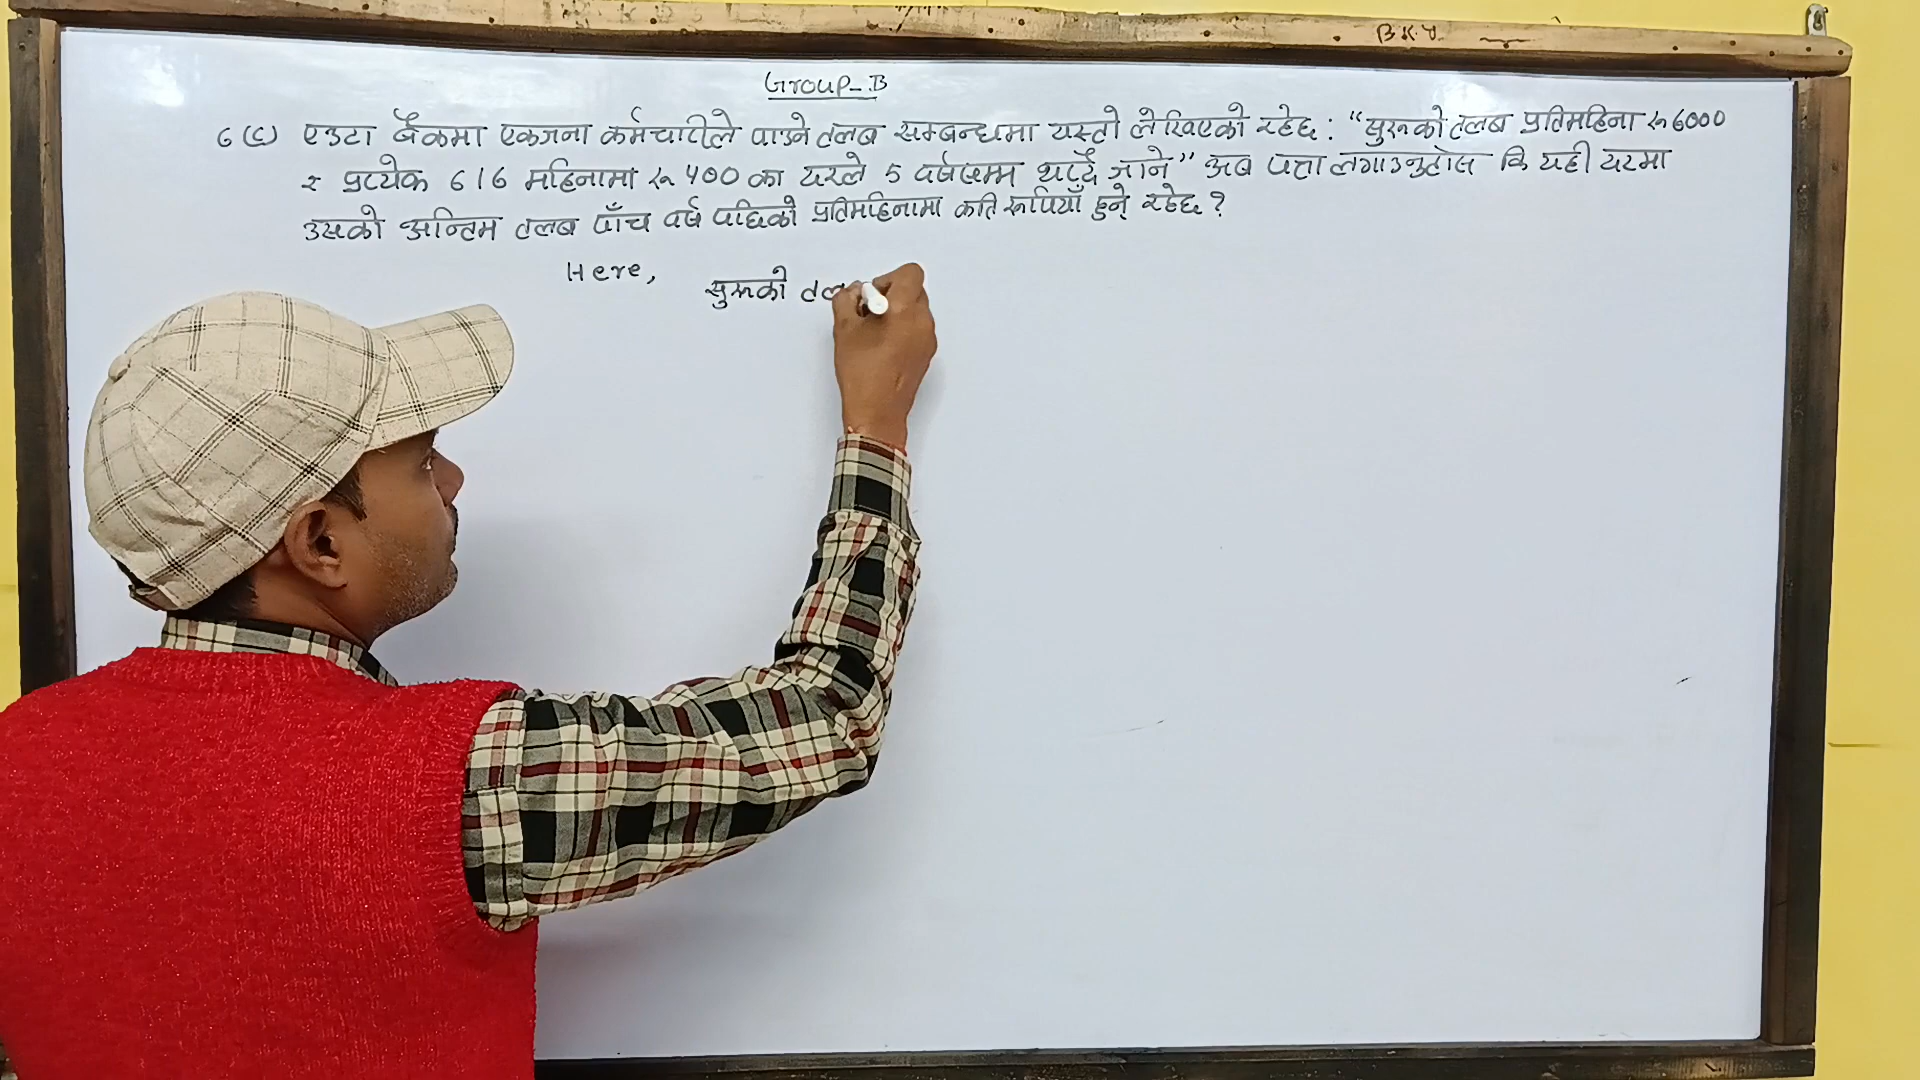 B.K.Y.
Group-B
6 (c) एउटा बैंकमा एकजना कर्मचारीले पाउने तलब सम्बन्धमा यस्तो लेखिएको रहेछ : "सुरूको तलब प्रतिमहिना रू 6000
र प्रत्येक 6/6 महिनामा रू 400 का दरले 5 वर्षसम्म थप्दै जाने" अब पत्ता लगाउनुहोस कि यही दरमा
उसको अन्तिम तलब पाँच वर्ष पछिको प्रतिमहिनामा कति रूपियाँ हुने रहेछ ?
Here,
सुरूको तल